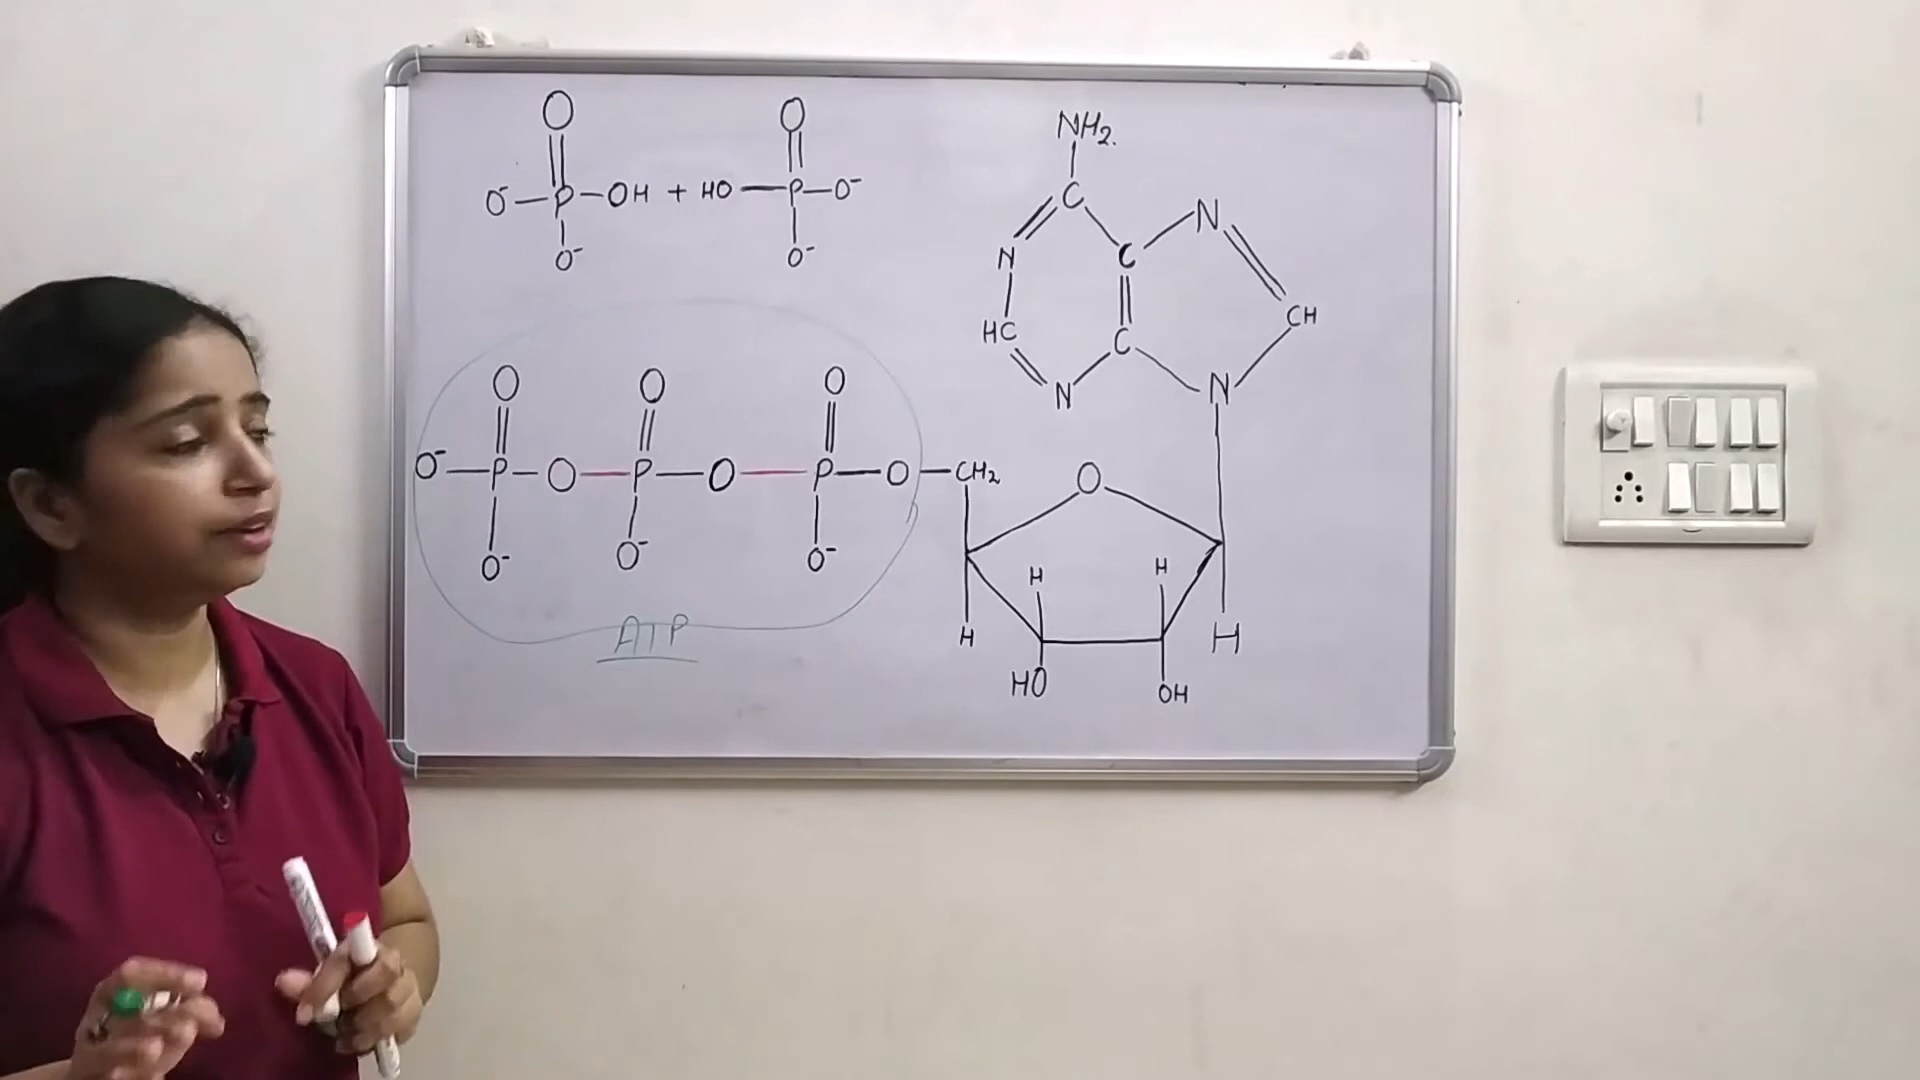 O
O
O⁻ P OH + HO P O⁻
O⁻
O⁻
O
O
O
O⁻ P O P O P O CH₂
O⁻
O⁻
O⁻
ATP
NH₂.
C
N
N
C
HC
C
CH
N
N
O
H
H
H
H
HO
OH